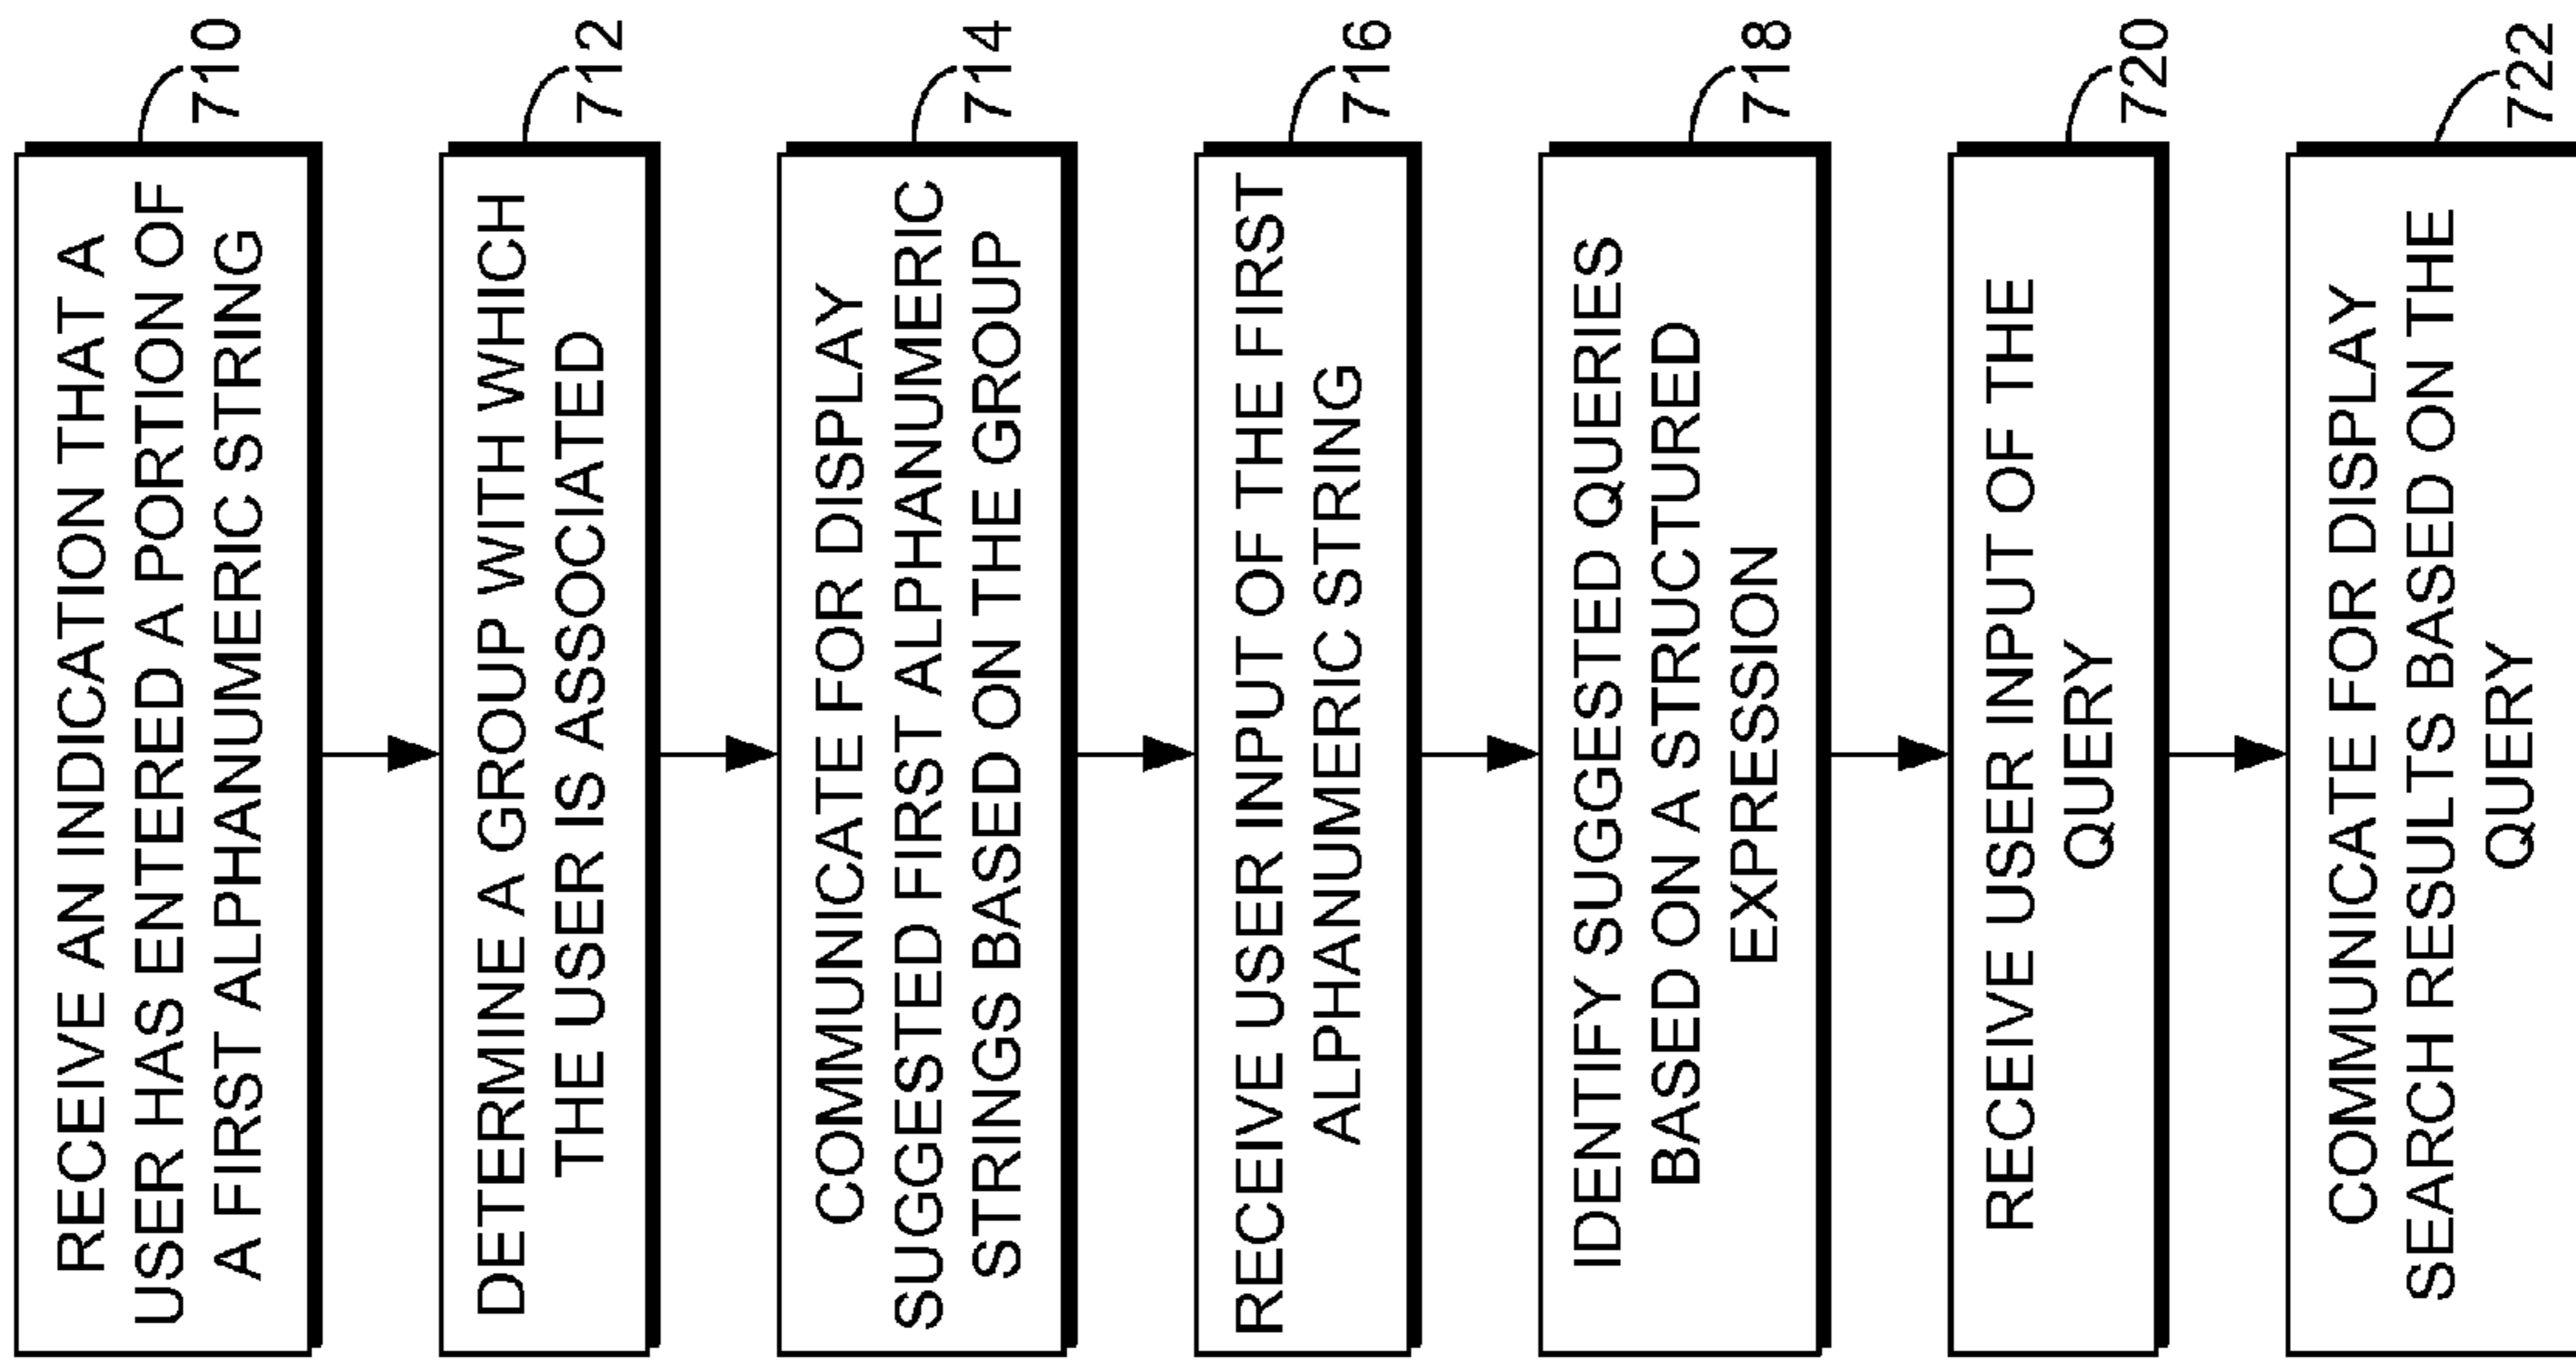 RECEIVE AN INDICATION THAT A
USER HAS ENTERED A PORTION OF
A FIRST ALPHANUMERIC STRING
710
DETERMINE A GROUP WITH WHICH
THE USER IS ASSOCIATED
712
COMMUNICATE FOR DISPLAY
SUGGESTED FIRST ALPHANUMERIC
STRINGS BASED ON THE GROUP
714
RECEIVE USER INPUT OF THE FIRST
ALPHANUMERIC STRING
716
IDENTIFY SUGGESTED QUERIES
BASED ON A STRUCTURED
EXPRESSION
718
RECEIVE USER INPUT OF THE
QUERY
720
COMMUNICATE FOR DISPLAY
SEARCH RESULTS BASED ON THE
QUERY
722